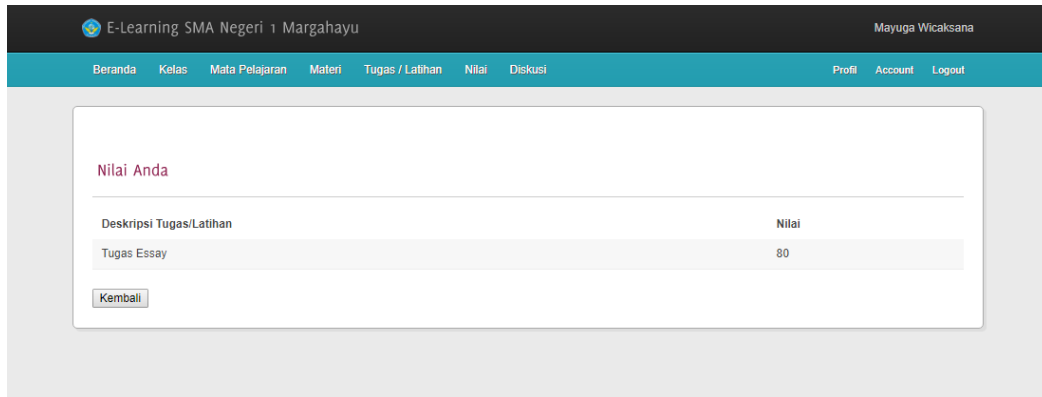 E-Learning SMA Negeri 1 Margahayu Mayuga Wicaksana
Beranda Kelas Mata Pelajaran Materi Tugas / Latihan Nilai Diskusi Profil Account Logout
Nilai Anda
Deskripsi Tugas/Latihan Nilai
Tugas Essay 80
Kembali